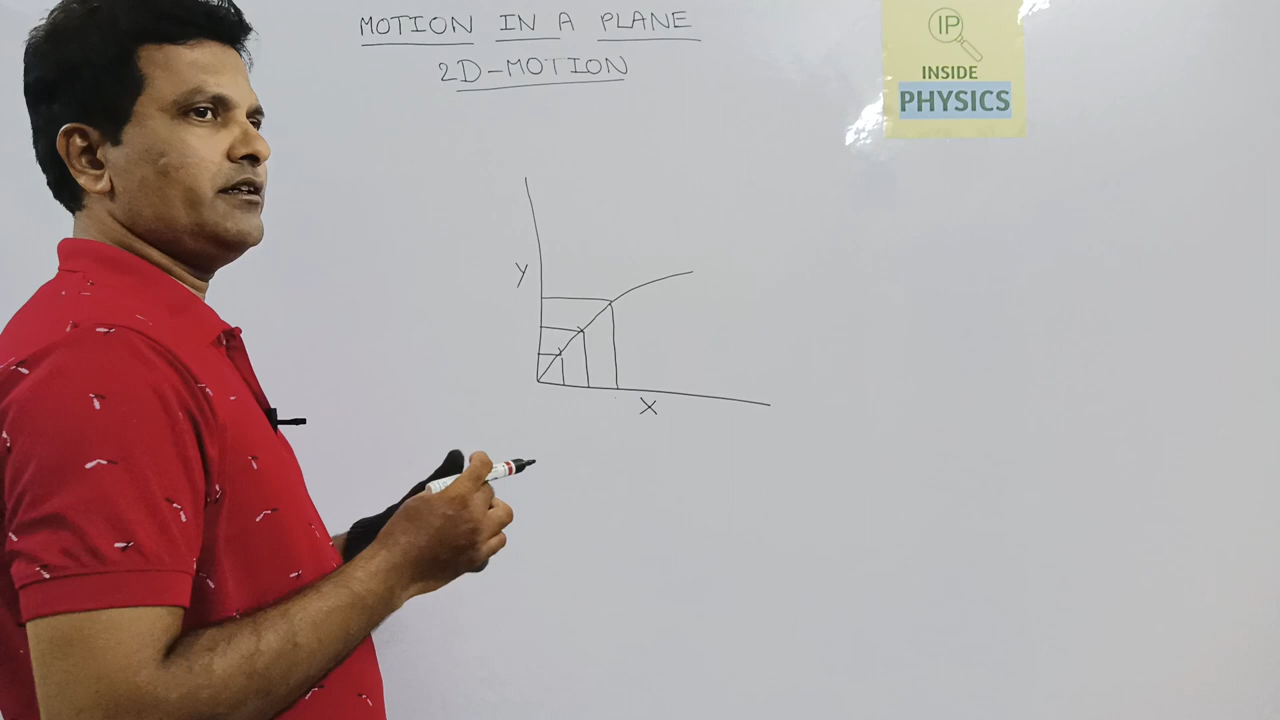 MOTION IN A PLANE
2D-MOTION
IP
INSIDE
PHYSICS
y
X